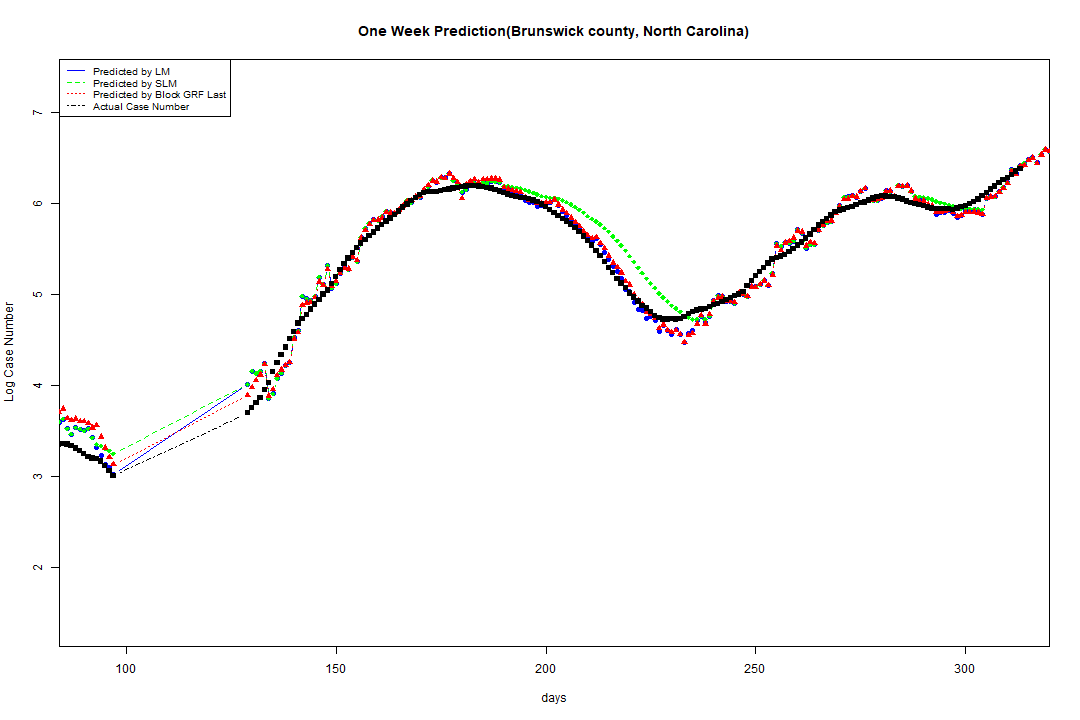 One Week Prediction(Brunswick county, North Carolina)
Predicted by LM
Predicted by SLM
Predicted by Block GRF Last
Actual Case Number
7
6
5
4
3
2
Log Case Number
100 150 200 250 300
days